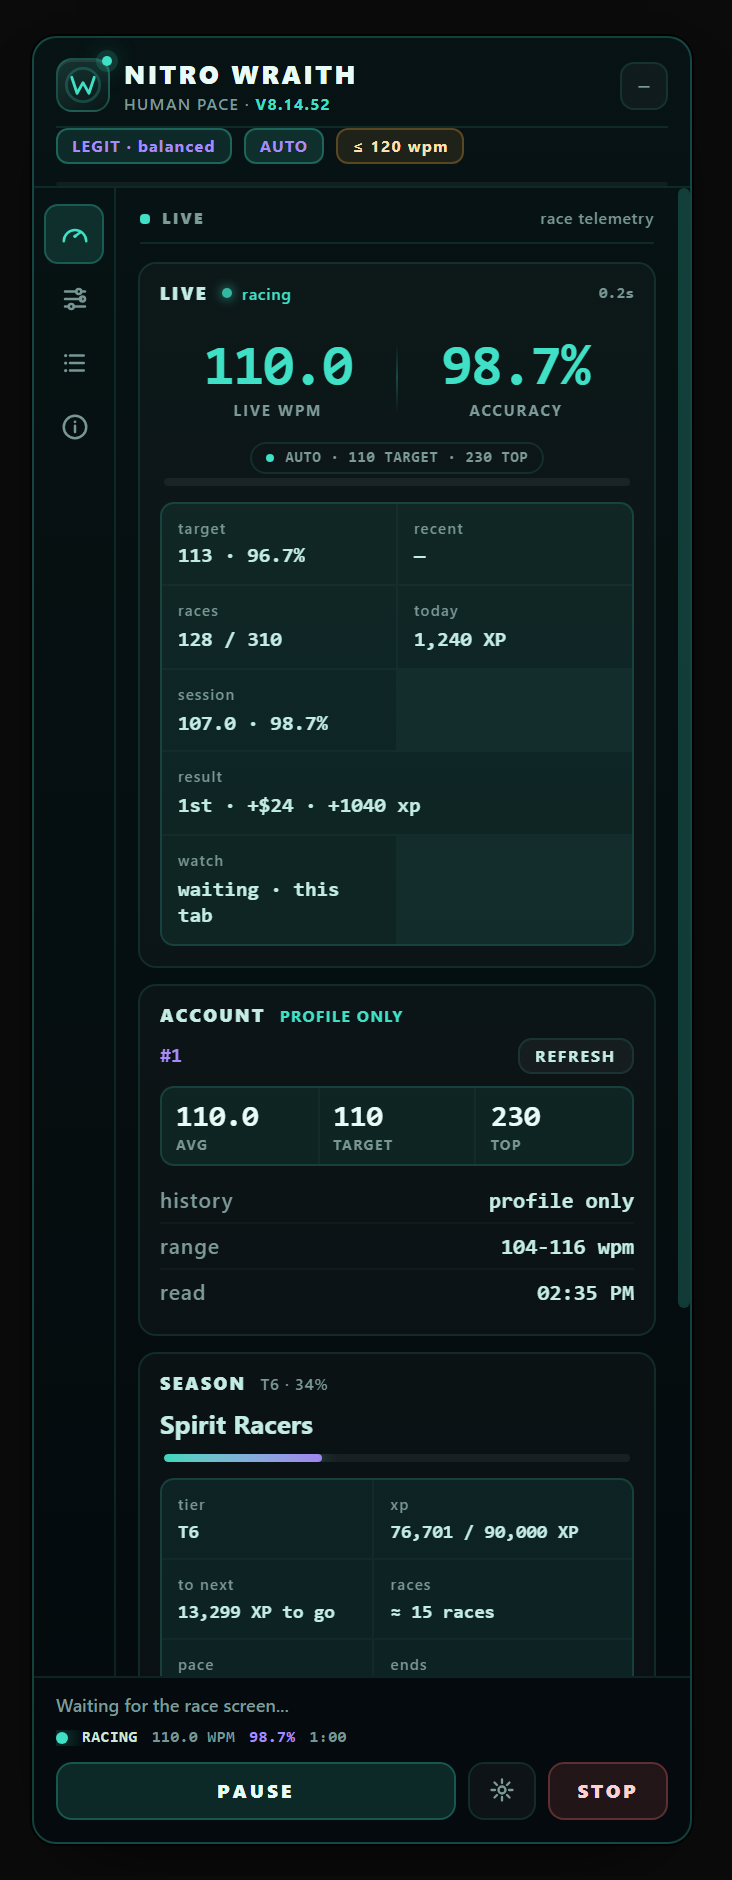 W
NITRO WRAITH
–
HUMAN PACE · V8.14.52
LEGIT · balanced AUTO ≤ 120 wpm
LIVE race telemetry
LIVE racing 0.2s
110.0 98.7%
LIVE WPM ACCURACY
AUTO · 110 TARGET · 230 TOP
target recent
113 · 96.7% —
races today
128 / 310 1,240 XP
session
107.0 · 98.7%
result
1st · +$24 · +1040 xp
watch
waiting · this
tab
ACCOUNT PROFILE ONLY
#1 REFRESH
110.0 110 230
AVG TARGET TOP
history profile only
range 104-116 wpm
read 02:35 PM
SEASON T6 · 34%
Spirit Racers
tier xp
T6 76,701 / 90,000 XP
to next races
13,299 XP to go ≈ 15 races
pace ends
Waiting for the race screen...
RACING 110.0 WPM 98.7% 1:00
PAUSE STOP